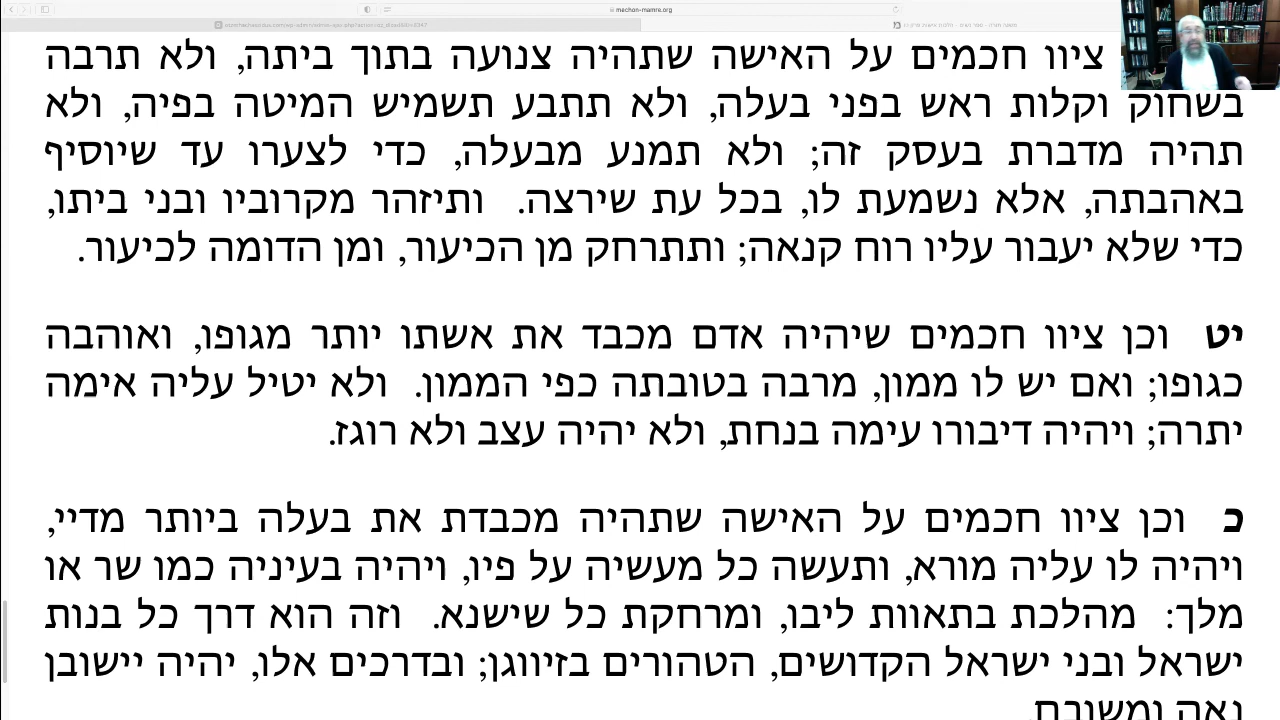 mechon-mamre.org
ציוו חכמים על האישה שתהיה צנועה בתוך ביתה, ולא תרבה
בשחוק וקלות ראש בפני בעלה, ולא תתבע תשמיש המיטה בפיה, ולא
תהיה מדברת בעסק זה; ולא תמנע מבעלה, כדי לצערו עד שיוסיף
באהבתה, אלא נשמעת לו, בכל עת שירצה. ותיזהר מקרוביו ובני ביתו,
כדי שלא יעבור עליו רוח קנאה; ותתרחק מן הכיעור, ומן הדומה לכיעור.
יט וכן ציוו חכמים שיהיה אדם מכבד את אשתו יותר מגופו, ואוהבה
כגופו; ואם יש לו ממון, מרבה בטובתה כפי הממון. ולא יטיל עליה אימה
יתרה; ויהיה דיבורו עימה בנחת, ולא יהיה עצב ולא רוגז.
כ וכן ציוו חכמים על האישה שתהיה מכבדת את בעלה ביותר מדיי,
ויהיה לו עליה מורא, ותעשה כל מעשיה על פיו, ויהיה בעיניה כמו שר או
מלך: מהלכת בתאוות ליבו, ומרחקת כל שישנא. וזה הוא דרך כל בנות
ישראל ובני ישראל הקדושים, הטהורים בזיווגן; ובדרכים אלו, יהיה יישובן
נאה ומשובח.